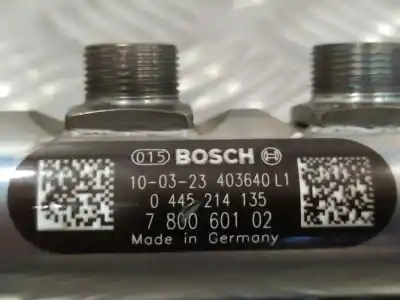 015 BOSCH
10-03-23 403640 L1
0 445 214 135
7 800 601 02
Made in Germany